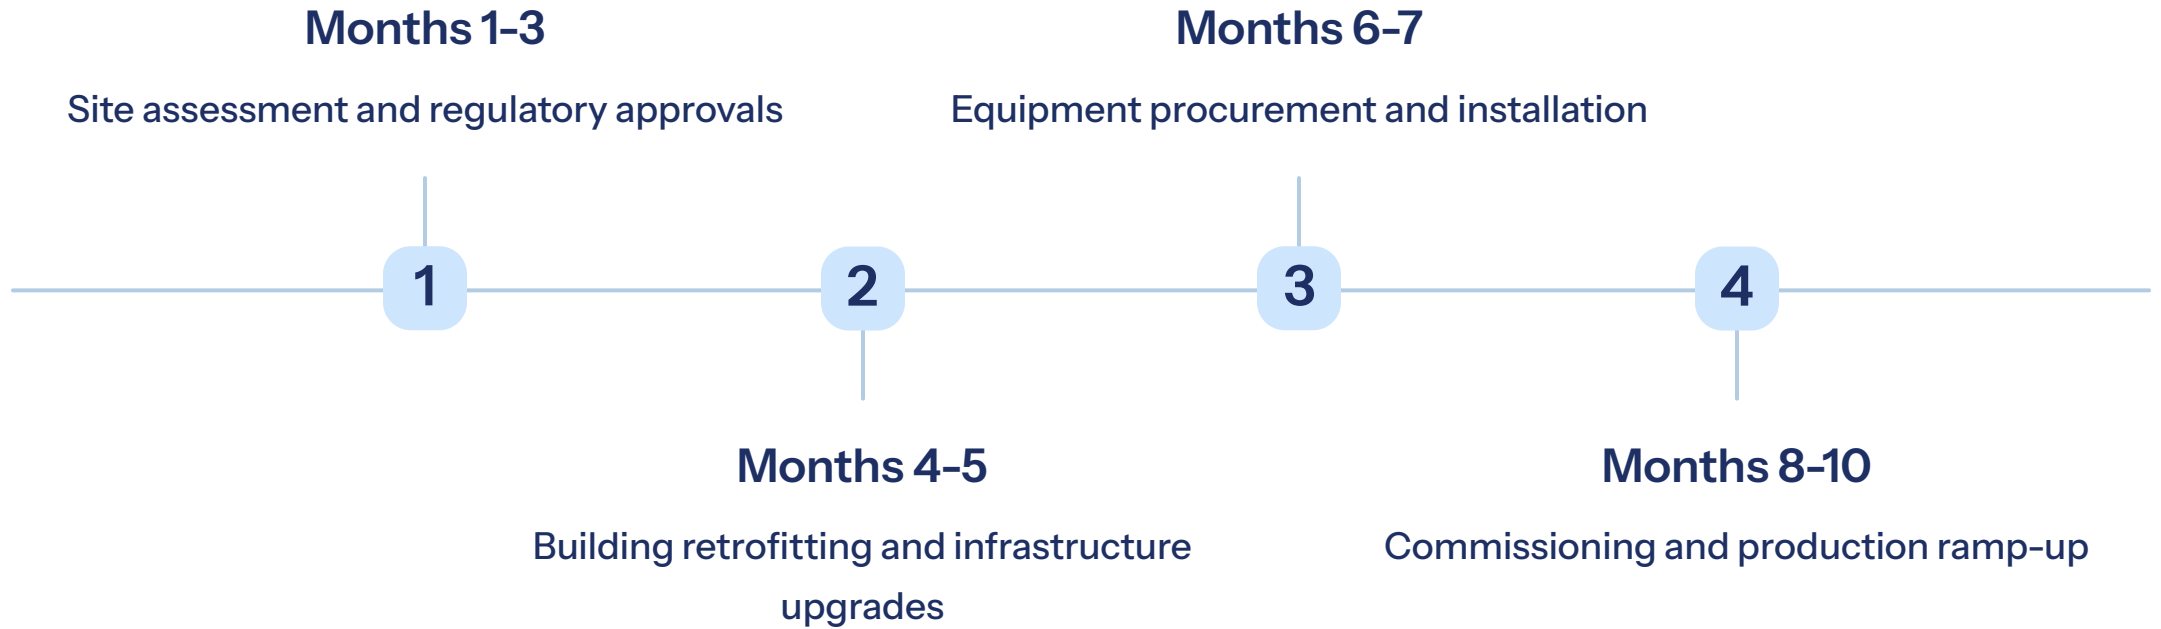 Months 1–3
Site assessment and regulatory approvals
Months 6–7
Equipment procurement and installation
1
2
3
4
Months 4–5
Building retrofitting and infrastructure
upgrades
Months 8–10
Commissioning and production ramp-up